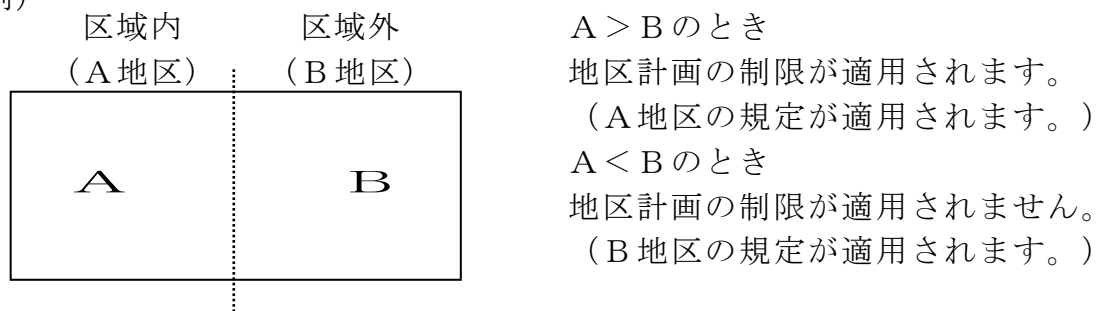 区域内　区域外
（Ａ地区）　（Ｂ地区）
Ａ　Ｂ
Ａ＞Ｂのとき
地区計画の制限が適用されます。
（Ａ地区の規定が適用されます。）
Ａ＜Ｂのとき
地区計画の制限が適用されません。
（Ｂ地区の規定が適用されます。）